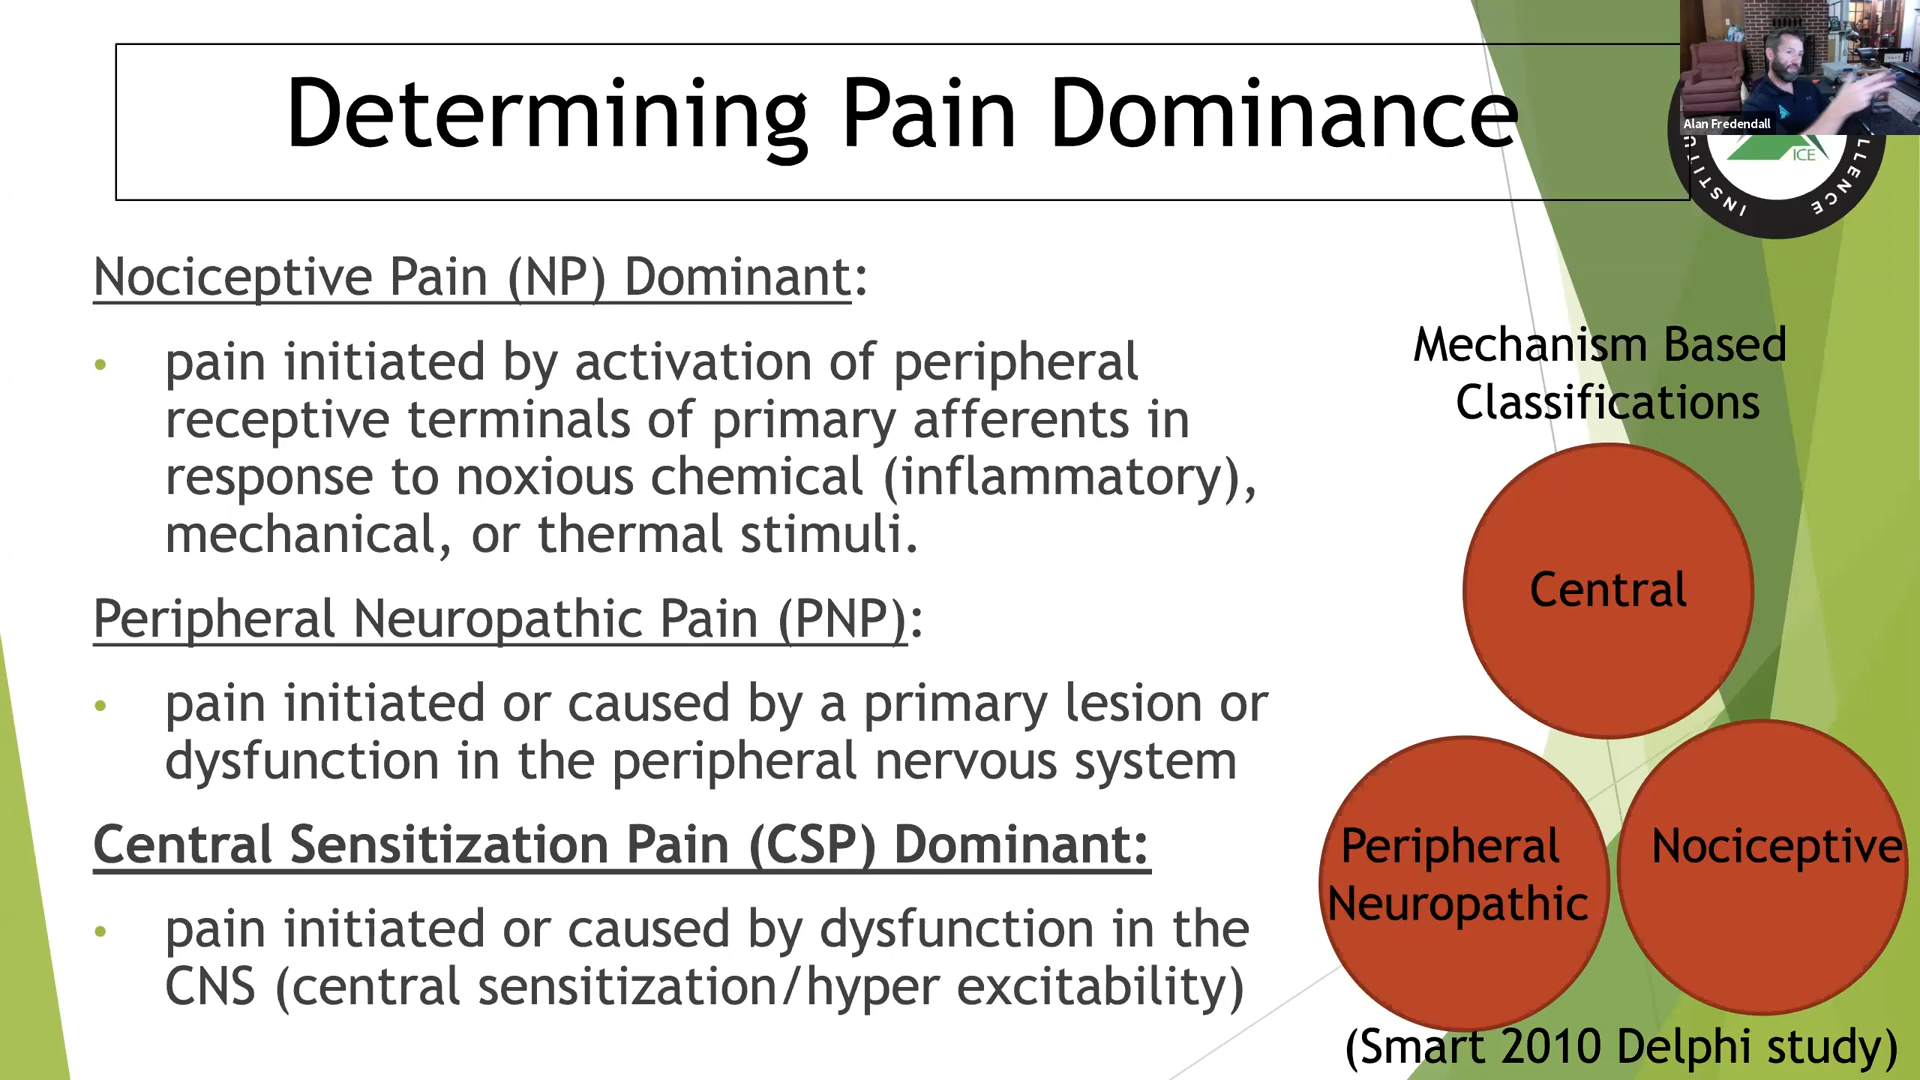 Determining Pain Dominance
Alan Fredendall
ICE
INSTITU
LLENCE
Nociceptive Pain (NP) Dominant:
• pain initiated by activation of peripheral
receptive terminals of primary afferents in
response to noxious chemical (inflammatory),
mechanical, or thermal stimuli.
Peripheral Neuropathic Pain (PNP):
• pain initiated or caused by a primary lesion or
dysfunction in the peripheral nervous system
Central Sensitization Pain (CSP) Dominant:
• pain initiated or caused by dysfunction in the
CNS (central sensitization/hyper excitability)
Mechanism Based
Classifications
Central
Peripheral
Neuropathic
Nociceptive
(Smart 2010 Delphi study)